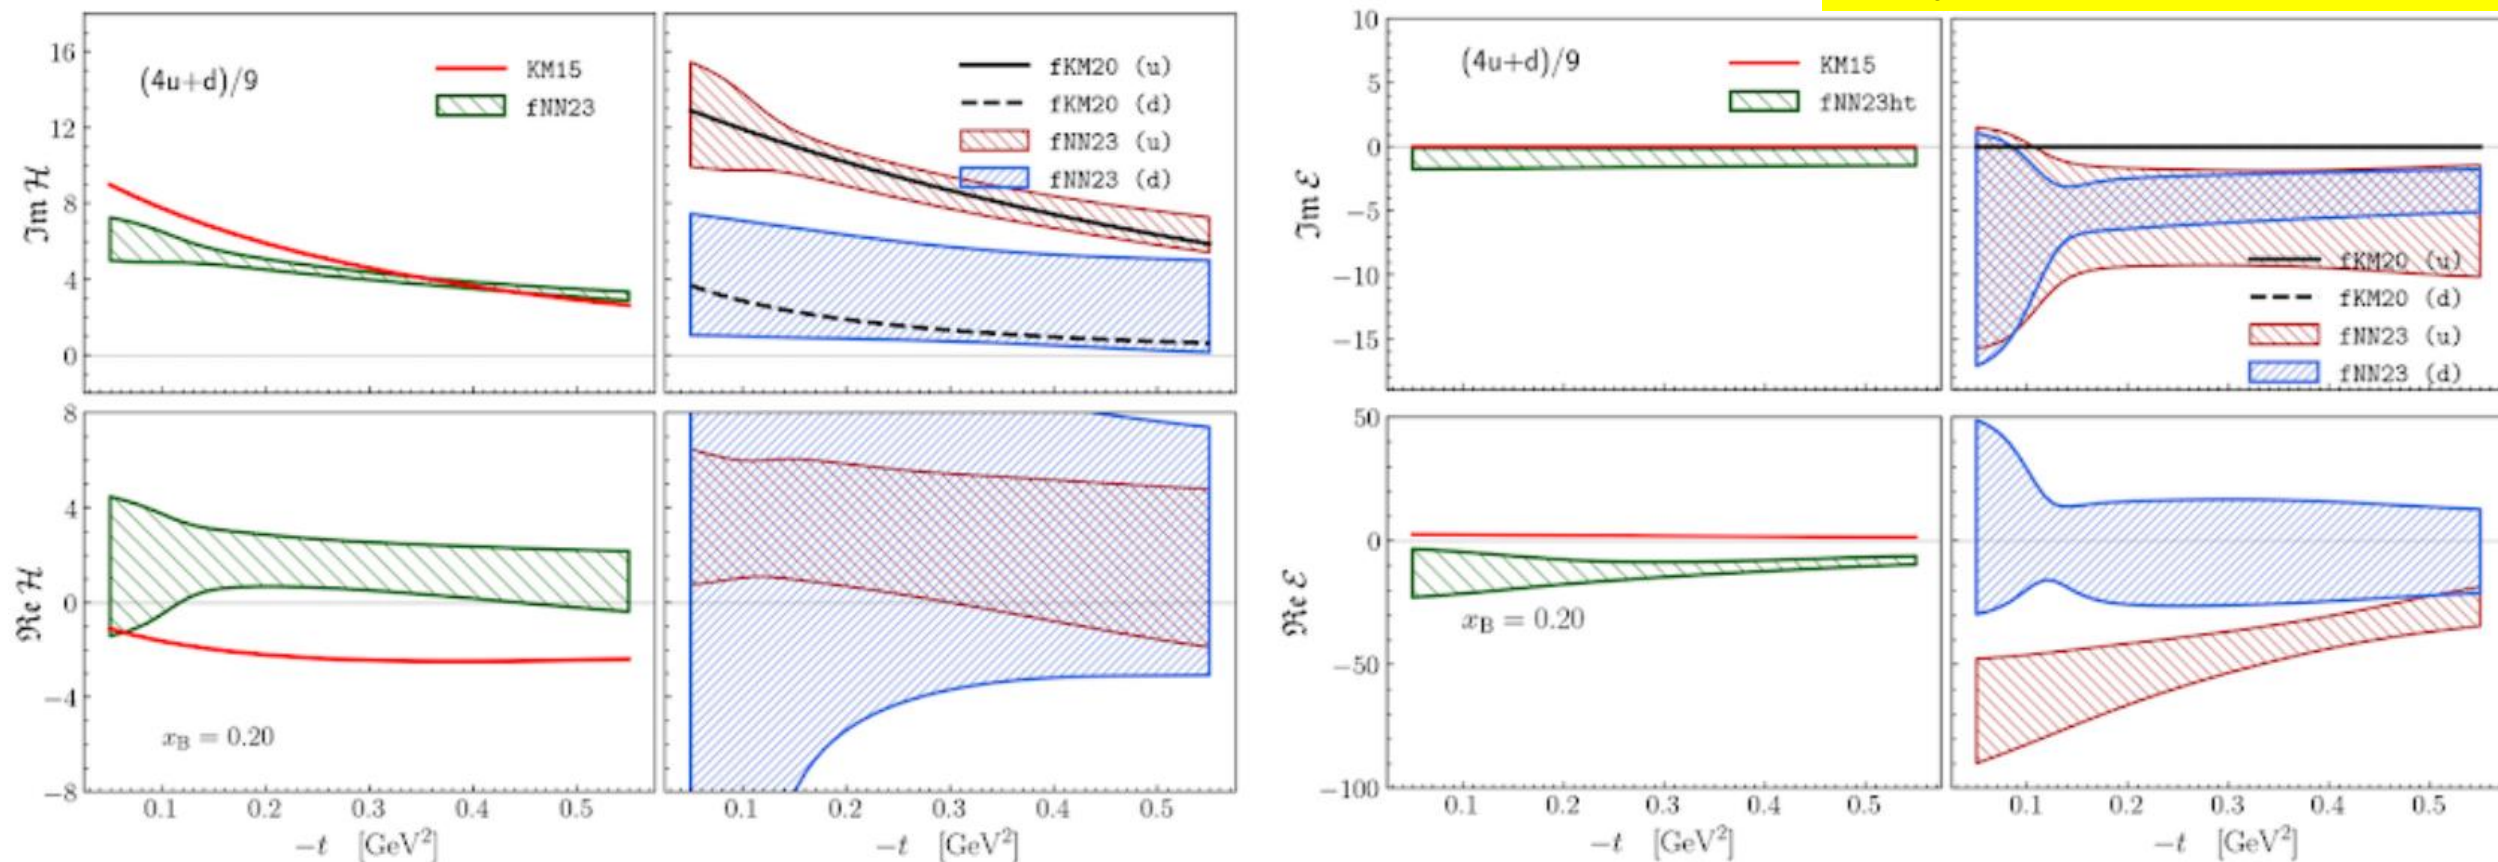 (4u+d)/9
KM15
fNN23
16
12
8
4
0
ℑm ℋ
fKM20 (u)
fKM20 (d)
fNN23 (u)
fNN23 (d)
8
4
0
−4
−8
ℜe ℋ
x_B = 0.20
0.1 0.2 0.3 0.4 0.5
−t [GeV²]
0.1 0.2 0.3 0.4 0.5
−t [GeV²]
(4u+d)/9
KM15
fNN23ht
10
5
0
−5
−10
−15
ℑm ℰ
fKM20 (u)
fKM20 (d)
fNN23 (u)
fNN23 (d)
50
0
−50
−100
ℜe ℰ
x_B = 0.20
0.1 0.2 0.3 0.4 0.5
−t [GeV²]
0.1 0.2 0.3 0.4 0.5
−t [GeV²]